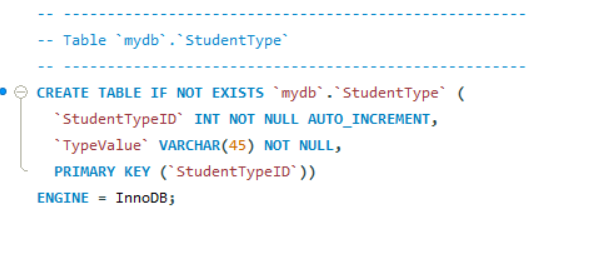 -- -----------------------------------------------------
-- Table `mydb`.`StudentType`
-- -----------------------------------------------------
CREATE TABLE IF NOT EXISTS `mydb`.`StudentType` (
  `StudentTypeID` INT NOT NULL AUTO_INCREMENT,
  `TypeValue` VARCHAR(45) NOT NULL,
  PRIMARY KEY (`StudentTypeID`))
ENGINE = InnoDB;